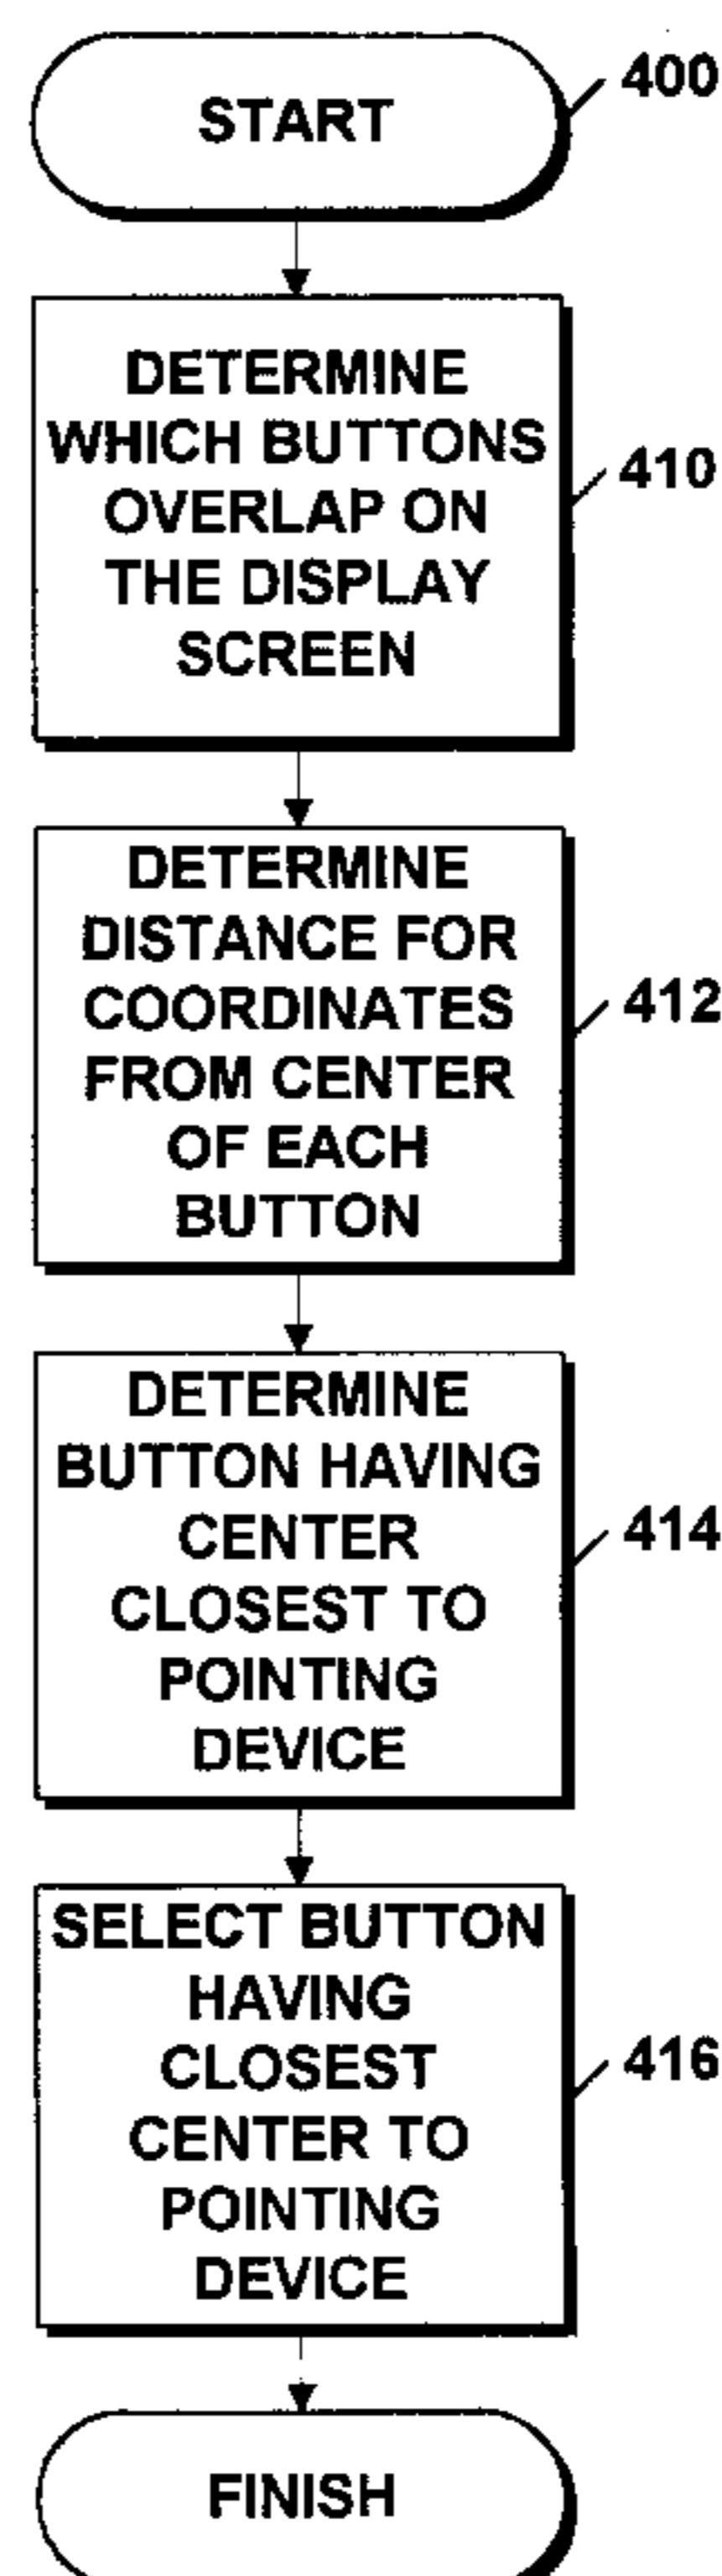 START
400
DETERMINE
WHICH BUTTONS
OVERLAP ON
THE DISPLAY
SCREEN
410
DETERMINE
DISTANCE FOR
COORDINATES
FROM CENTER
OF EACH
BUTTON
412
DETERMINE
BUTTON HAVING
CENTER
CLOSEST TO
POINTING
DEVICE
414
SELECT BUTTON
HAVING
CLOSEST
CENTER TO
POINTING
DEVICE
416
FINISH